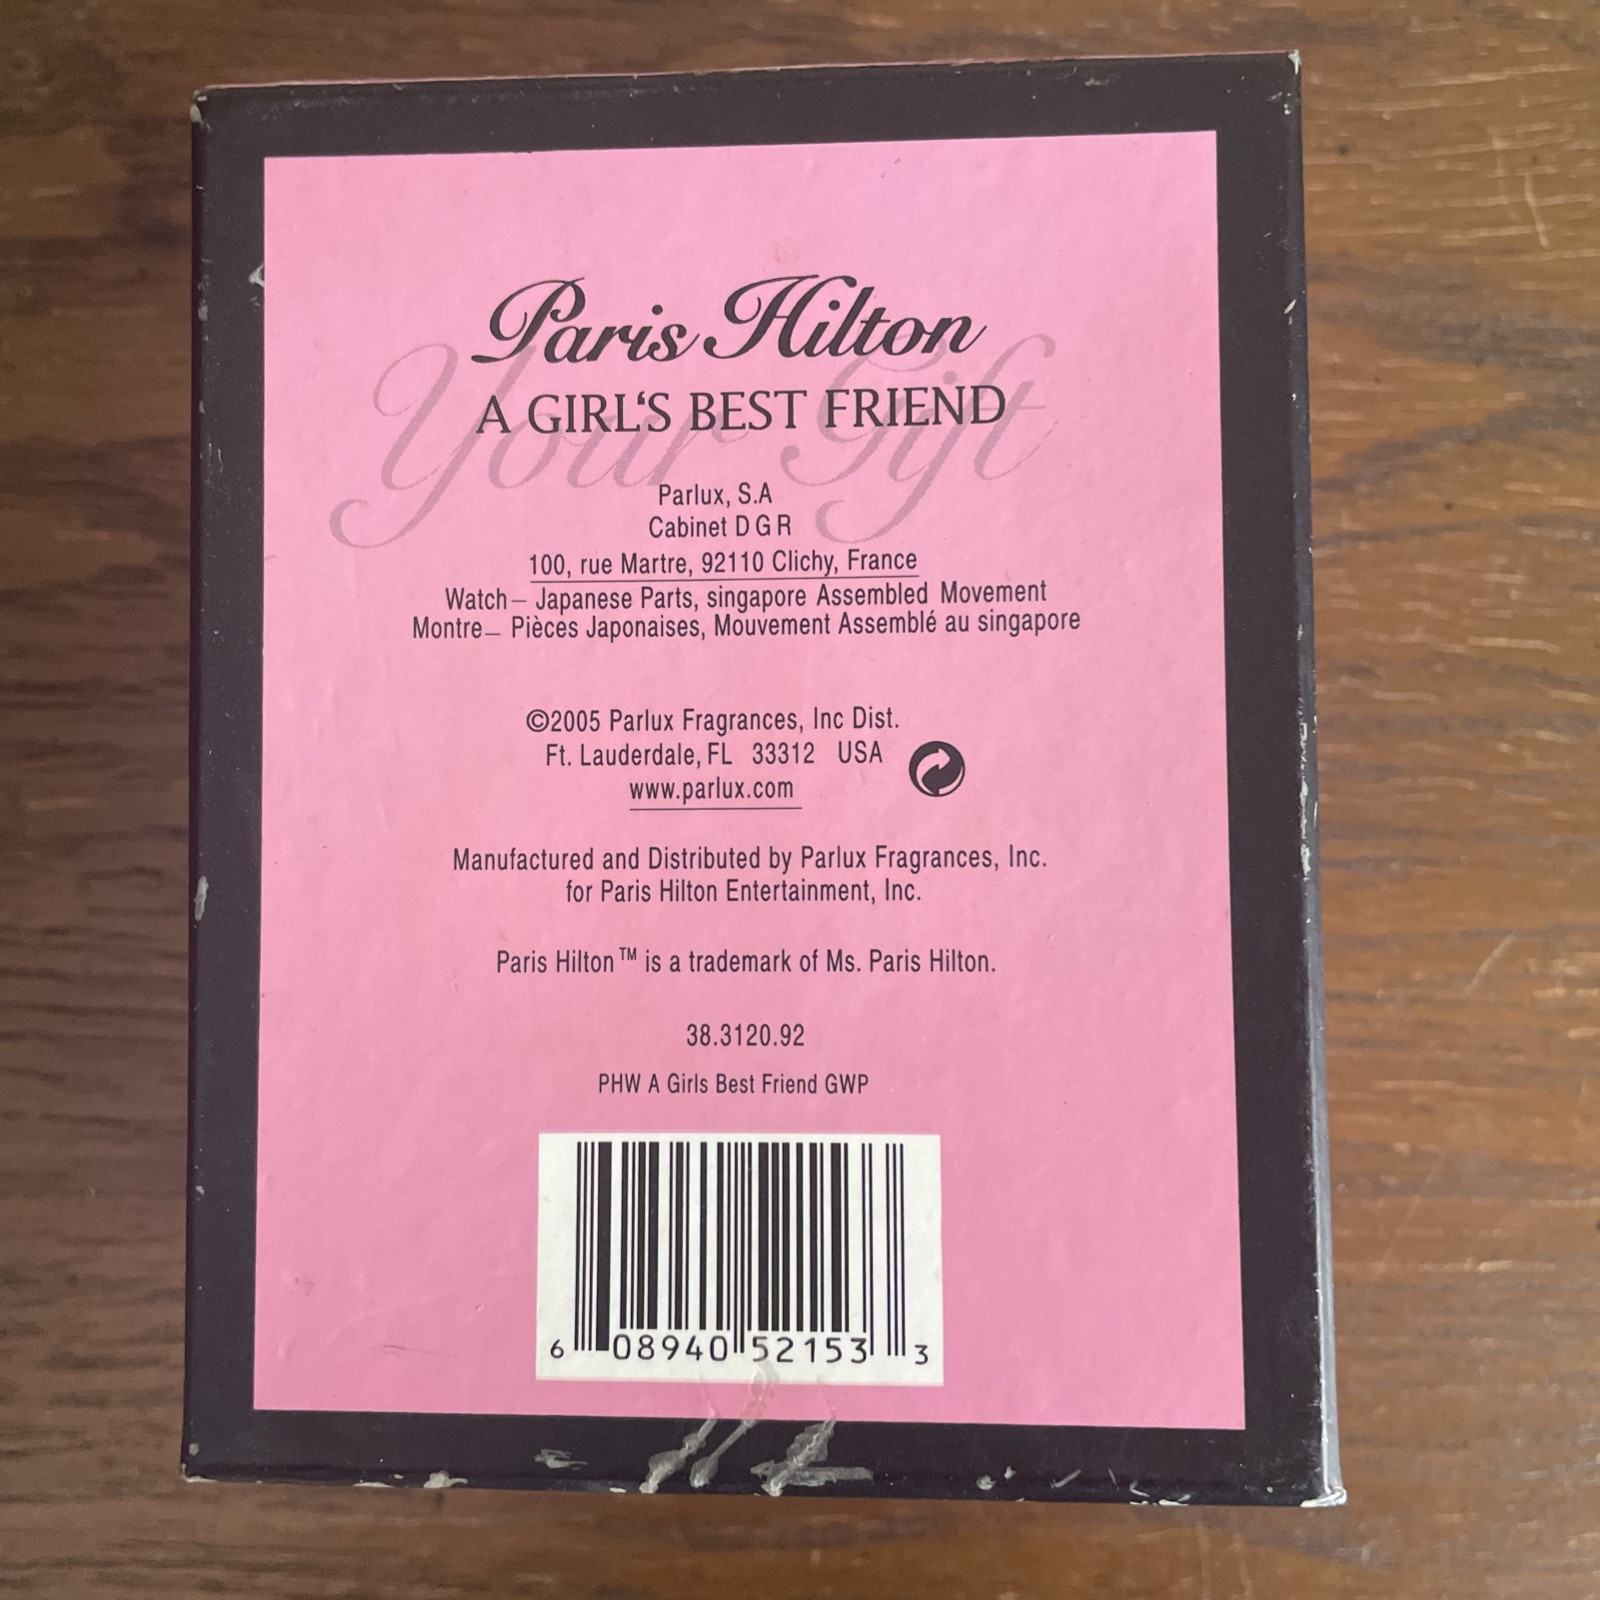 Paris Hilton
Your Gift
A GIRL‘S BEST FRIEND
Parlux, S.A
Cabinet D G R
100, rue Martre, 92110 Clichy, France
Watch– Japanese Parts, singapore Assembled Movement
Montre– Pièces Japonaises, Mouvement Assemblé au singapore
©2005 Parlux Fragrances, Inc Dist.
Ft. Lauderdale, FL 33312 USA
www.parlux.com
Manufactured and Distributed by Parlux Fragrances, Inc.
for Paris Hilton Entertainment, Inc.
Paris Hilton™ is a trademark of Ms. Paris Hilton.
38.3120.92
PHW A Girls Best Friend GWP
6 08940 52153 3